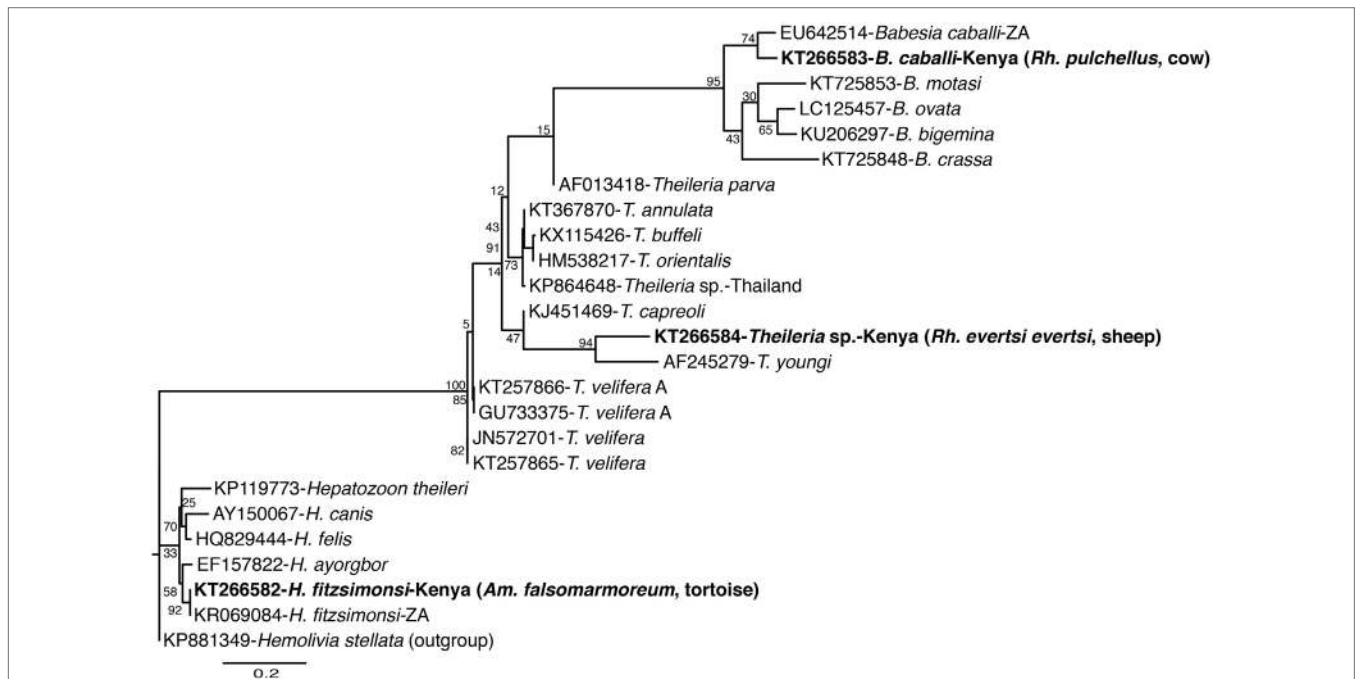 EU642514-Babesia caballi-ZA
74
KT266583-B. caballi-Kenya (Rh. pulchellus, cow)
95
KT725853-B. motasi
30
LC125457-B. ovata
65
KU206297-B. bigemina
43
KT725848-B. crassa
15
AF013418-Theileria parva
12
KT367870-T. annulata
43
KX115426-T. buffeli
91
HM538217-T. orientalis
14
73
KP864648-Theileria sp.-Thailand
KJ451469-T. capreoli
5
KT266584-Theileria sp.-Kenya (Rh. evertsi evertsi, sheep)
47
94
AF245279-T. youngi
100
KT257866-T. velifera A
85
GU733375-T. velifera A
JN572701-T. velifera
82
KT257865-T. velifera
KP119773-Hepatozoon theileri
25
AY150067-H. canis
70
HQ829444-H. felis
33
EF157822-H. ayorgbor
58
KT266582-H. fitzsimonsi-Kenya (Am. falsomarmoreum, tortoise)
92
KR069084-H. fitzsimonsi-ZA
KP881349-Hemolivia stellata (outgroup)
0.2